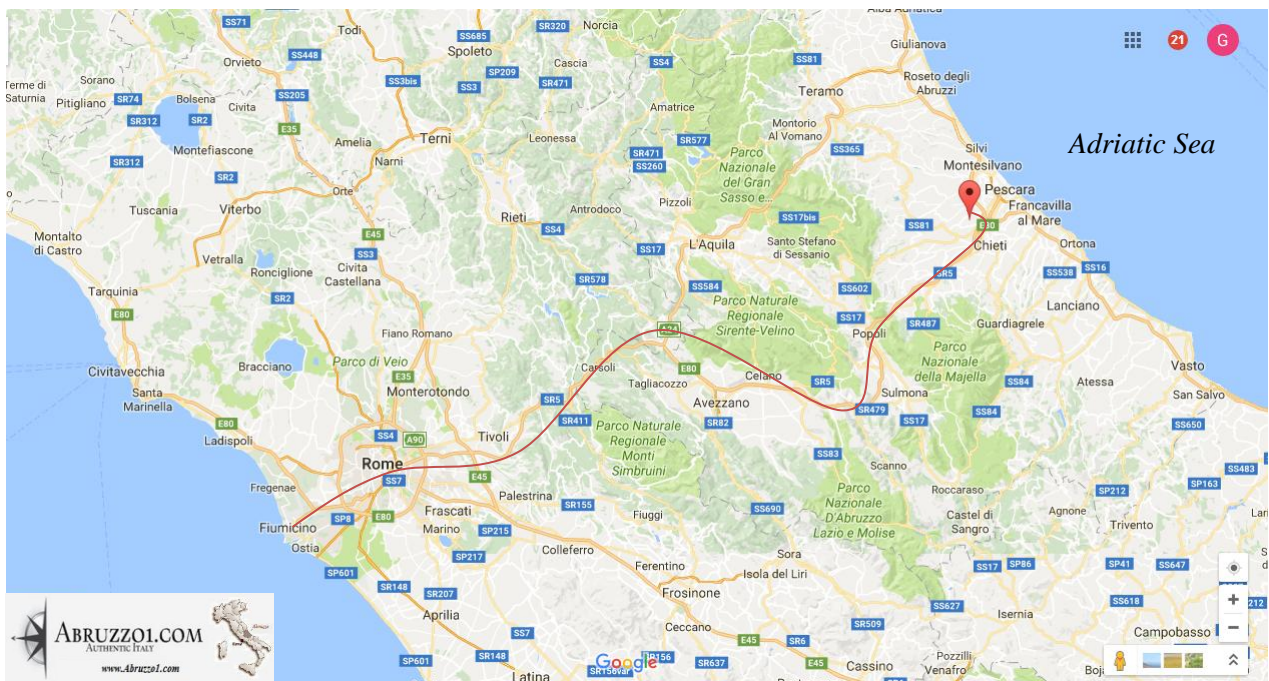 Alba Adriatica
SS71
Todi
SR320
Norcia
SS685
Spoleto
Giulianova
21
G
Orvieto
SS448
Cascia
SS4
SS81
Terme di
Saturnia
Sorano
Pitigliano
SR74
Bolsena
Civita
SS205
SS3bis
SP209
SS3
SR471
Roseto degli
Abruzzi
Teramo
Amatrice
SR312
SR2
E35
Amelia
Terni
Leonessa
SR577
Montorio
Al Vomano
Adriatic Sea
Montefiascone
Narni
SR471
SS260
Parco
Nazionale
del Gran
Sasso e...
SS365
Silvi
Montesilvano
SR312
SR2
Orte
Pizzoli
Pescara
Tuscania
Viterbo
Rieti
Antrodoco
SS17bis
SS81
E80
Francavilla
al Mare
Montalto
di Castro
E45
SS4
SS17
L'Aquila
Santo Stefano
di Sessanio
Chieti
Ortona
Vetralla
Ronciglione
SS3
Civita
Castellana
SR578
SS584
SS602
SR5
SS538
SS16
Tarquinia
SR2
Parco Naturale
Regionale
Sirente-Velino
SS17
Lanciano
E80
Fiano Romano
A24
Popoli
SR487
Guardiagrele
Civitavecchia
Bracciano
Parco di Veio
Carsoli
E80
Celano
Parco
Nazionale
della Majella
Vasto
Santa
Marinella
E35
Monterotondo
Tagliacozzo
SR5
Sulmona
SS84
Atessa
San Salvo
SR5
Avezzano
SR479
E80
Ladispoli
SS4
A90
Tivoli
SR411
Parco Naturale
Regionale
Monti
Simbruini
SR82
SS17
SS84
SS650
Rome
SS7
E45
SS83
Scanno
SS483
Fregenae
Palestrina
Parco
Nazionale
D'Abruzzo
Lazio e Molise
Roccaraso
SP212
SP163
Fiumicino
SP8
E80
Frascati
SR155
Fiuggi
SS690
Castel di
Sangro
Agnone
Trivento
Ostia
Marino
SP215
Colleferro
Sora
SP601
SP217
Ferentino
Isola del Liri
SS17
SP86
SP41
SS647
SR148
SR207
Frosinone
Aprilia
SS627
SS618
212
ABRUZZO1.COM
AUTHENTIC ITALY
www.Abruzzo1.com
SS7
Ceccano
SR509
Isernia
E45
SR6
Campobasso
SP601
SR148
Google
SR156
SR637
E45
Cassino
Pozzilli
Venafro
Latina
SR156var